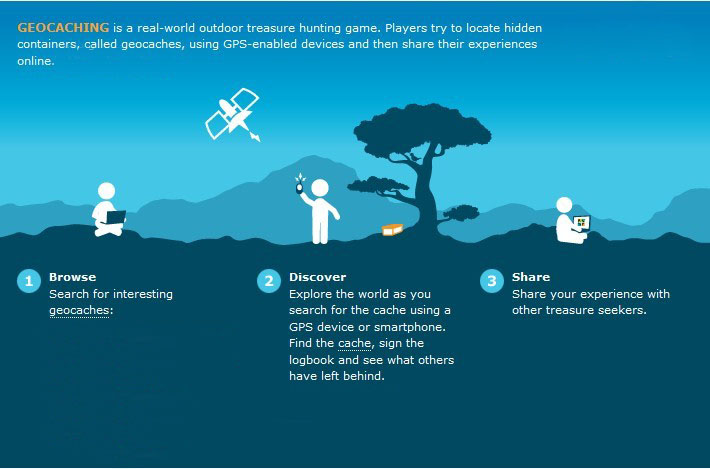 GEOCACHING is a real-world outdoor treasure hunting game. Players try to locate hidden
containers, called geocaches, using GPS-enabled devices and then share their experiences
online.
1 Browse
Search for interesting
geocaches:
2 Discover
Explore the world as you
search for the cache using a
GPS device or smartphone.
Find the cache, sign the
logbook and see what others
have left behind.
3 Share
Share your experience with
other treasure seekers.